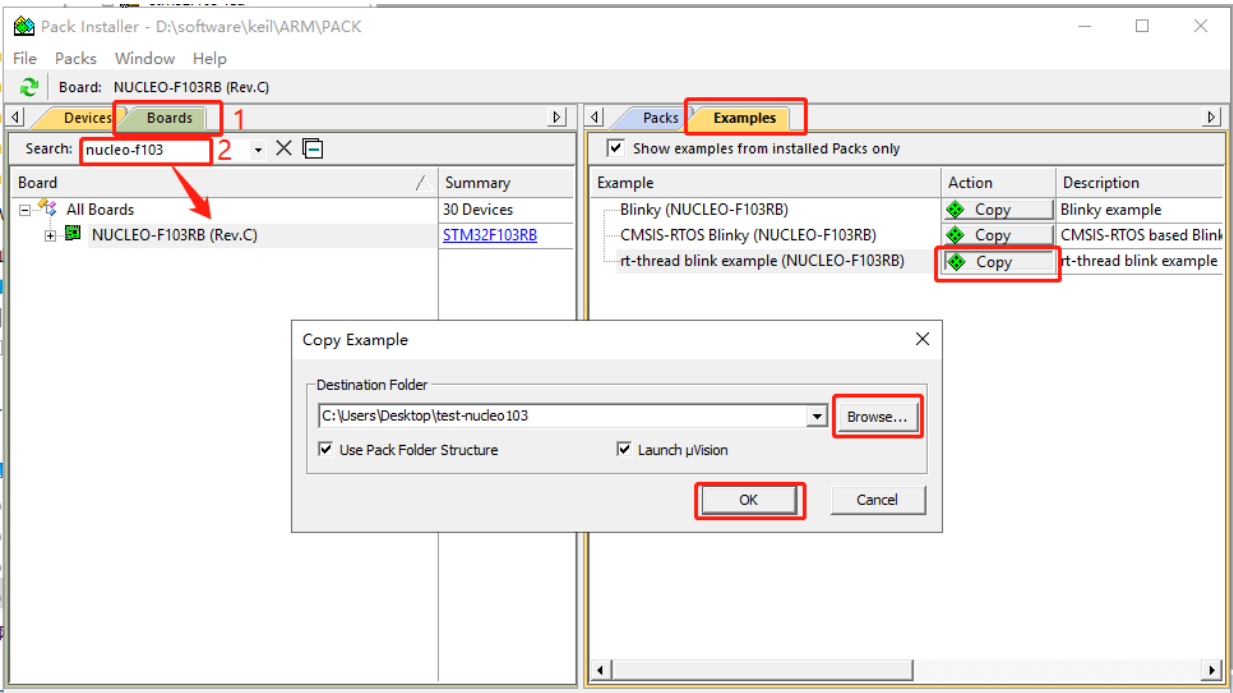 Pack Installer - D:\software\keil\ARM\PACK
File Packs Window Help
Board: NUCLEO-F103RB (Rev.C)
Devices Boards 1
Search: nucleo-f103 2
Board Summary
All Boards 30 Devices
NUCLEO-F103RB (Rev.C) STM32F103RB
Packs Examples
Show examples from installed Packs only
Example Action Description
Blinky (NUCLEO-F103RB) Copy Blinky example
CMSIS-RTOS Blinky (NUCLEO-F103RB) Copy CMSIS-RTOS based Blink
rt-thread blink example (NUCLEO-F103RB) Copy rt-thread blink example
Copy Example
Destination Folder
C:\Users\Desktop\test-nucleo103 Browse...
Use Pack Folder Structure Launch µVision
OK Cancel